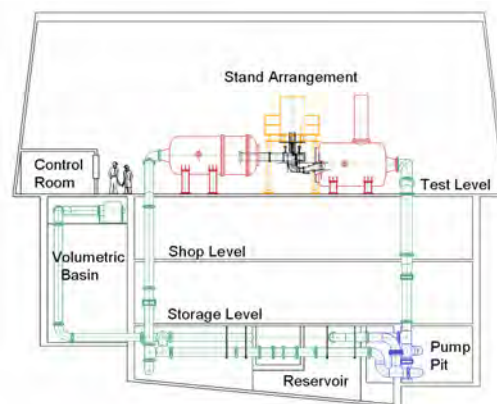 Stand Arrangement
Control
Room
Test Level
Volumetric
Basin
Shop Level
Storage Level
Pump
Pit
Reservoir